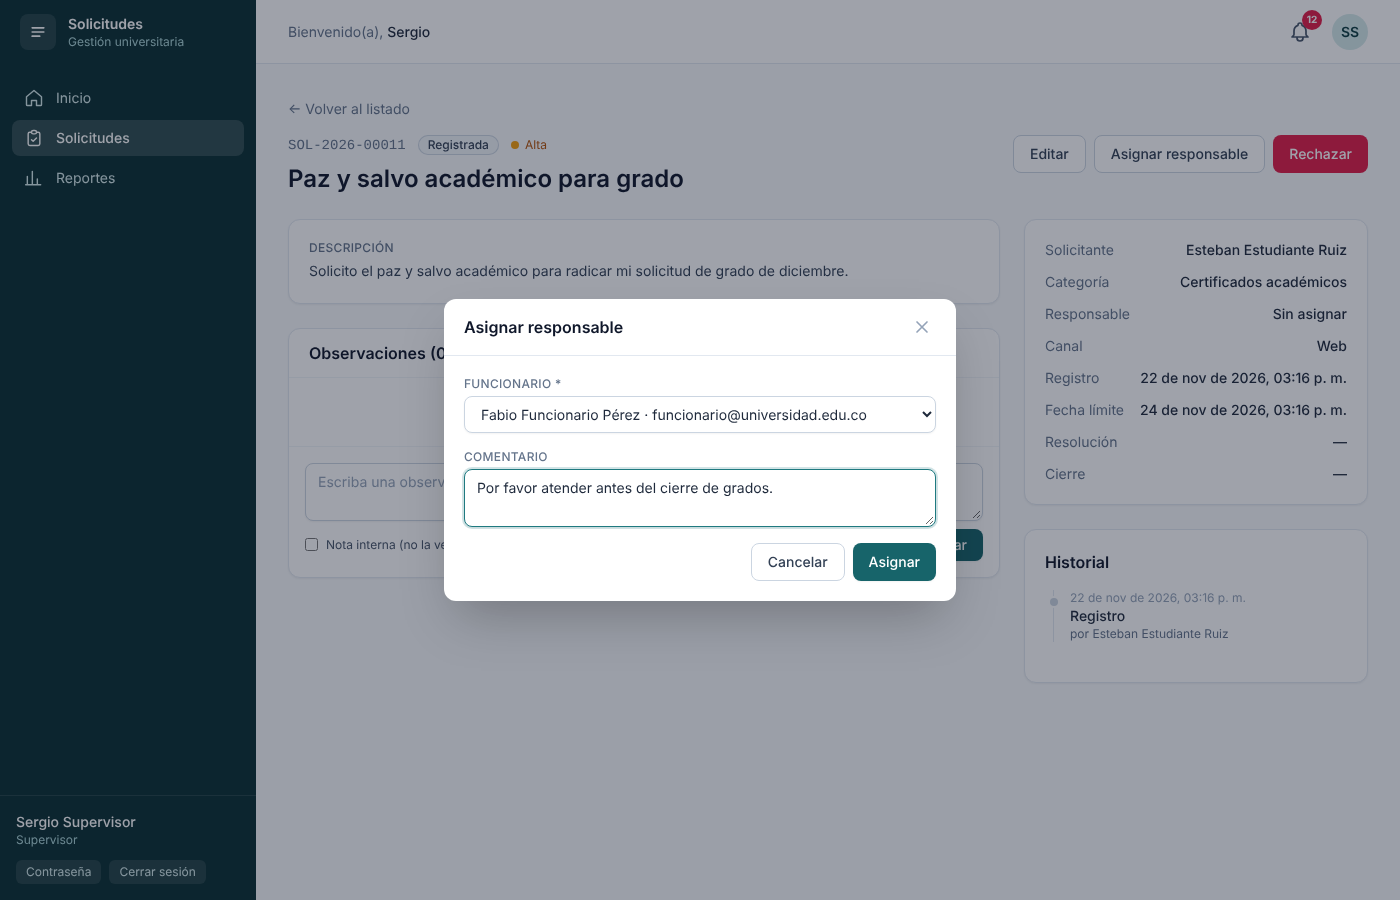 Solicitudes
Gestión universitaria
Inicio
Solicitudes
Reportes
Sergio Supervisor
Supervisor
Contraseña
Cerrar sesión
Bienvenido(a), Sergio
12
SS
← Volver al listado
SOL-2026-00011 Registrada Alta
Paz y salvo académico para grado
Editar
Asignar responsable
Rechazar
DESCRIPCIÓN
Solicito el paz y salvo académico para radicar mi solicitud de grado de diciembre.
Observaciones (0
Escriba una observ
Nota interna (no la ve
ar
Asignar responsable
FUNCIONARIO *
Fabio Funcionario Pérez · funcionario@universidad.edu.co
COMENTARIO
Por favor atender antes del cierre de grados.
Cancelar
Asignar
Solicitante Esteban Estudiante Ruiz
Categoría Certificados académicos
Responsable Sin asignar
Canal Web
Registro 22 de nov de 2026, 03:16 p. m.
Fecha límite 24 de nov de 2026, 03:16 p. m.
Resolución —
Cierre —
Historial
22 de nov de 2026, 03:16 p. m.
Registro
por Esteban Estudiante Ruiz